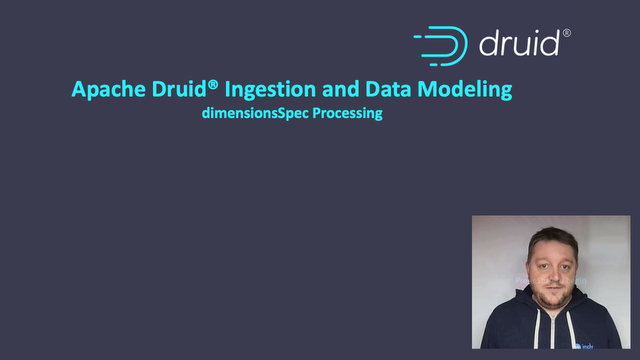 druid®
Apache Druid® Ingestion and Data Modeling
dimensionsSpec Processing